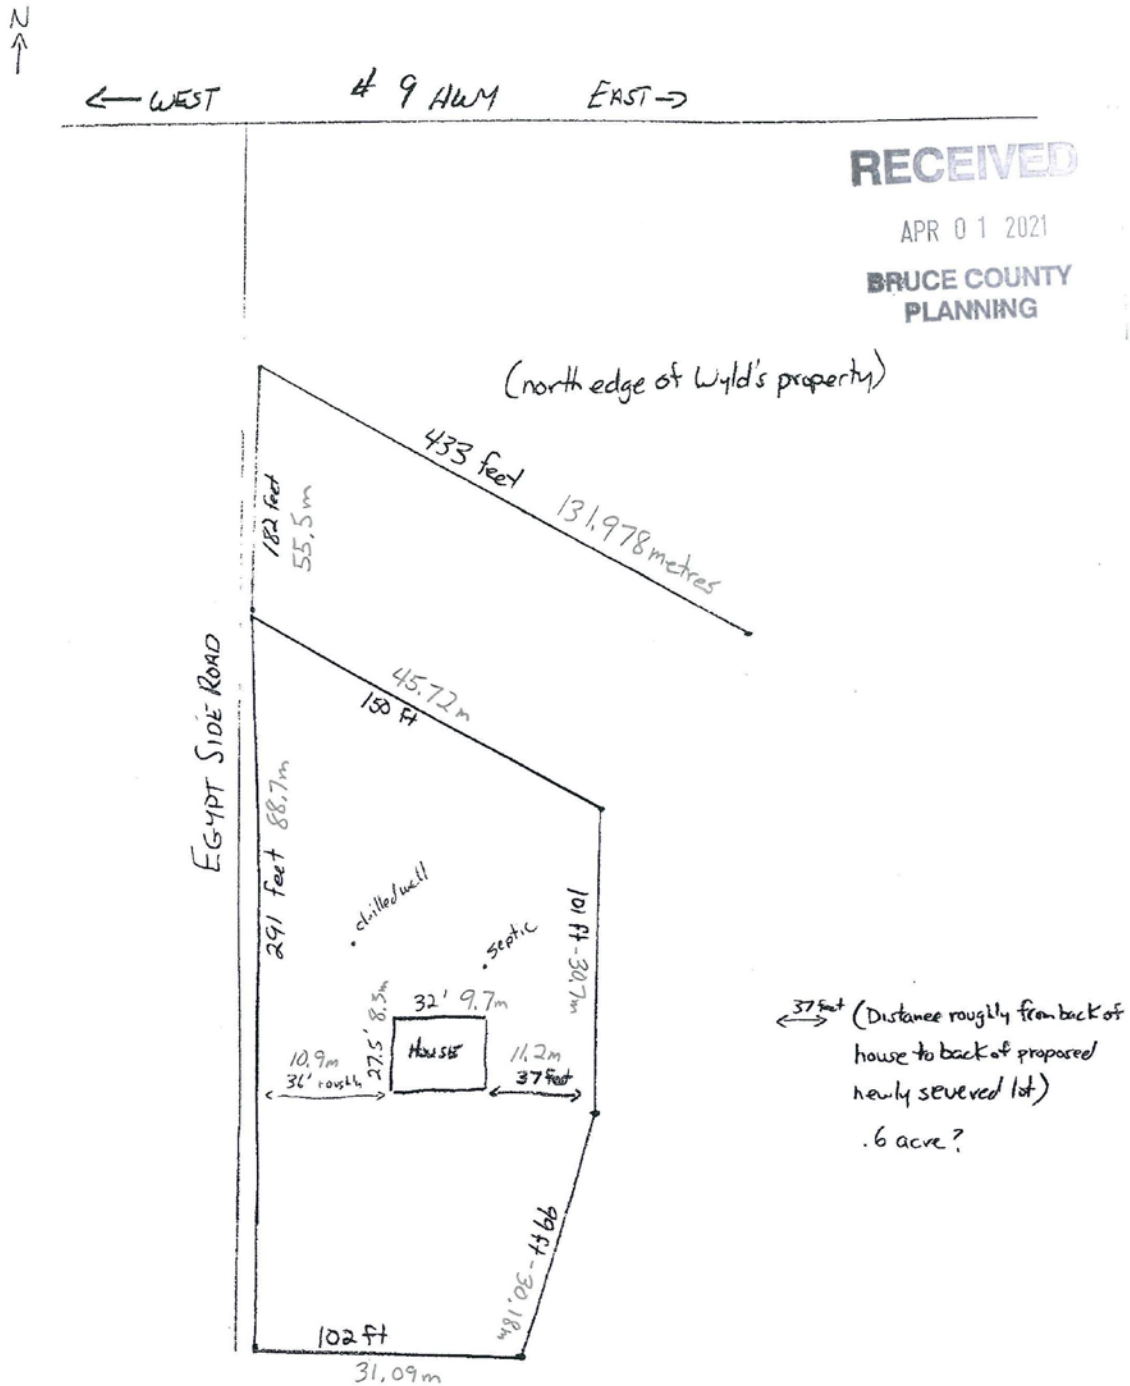 N
← WEST # 9 HWY EAST →
RECEIVED
APR 01 2021
BRUCE COUNTY
PLANNING
(north edge of Wyld's property)
433 feet
131.978 metres
182 feet
55.5m
EGYPT SIDE ROAD
45.72m
150 ft
291 feet 88.7m
drilled well
septic
101 ft - 30.7m
32' 9.7m
27.5' 8.3m
HOUSE
10.9m
36' roughly
11.2m
37 feet
37 feet (Distance roughly from back of
house to back of proposed
newly severed lot)
.6 acre?
99 ft - 30.18m
102 ft
31.09m